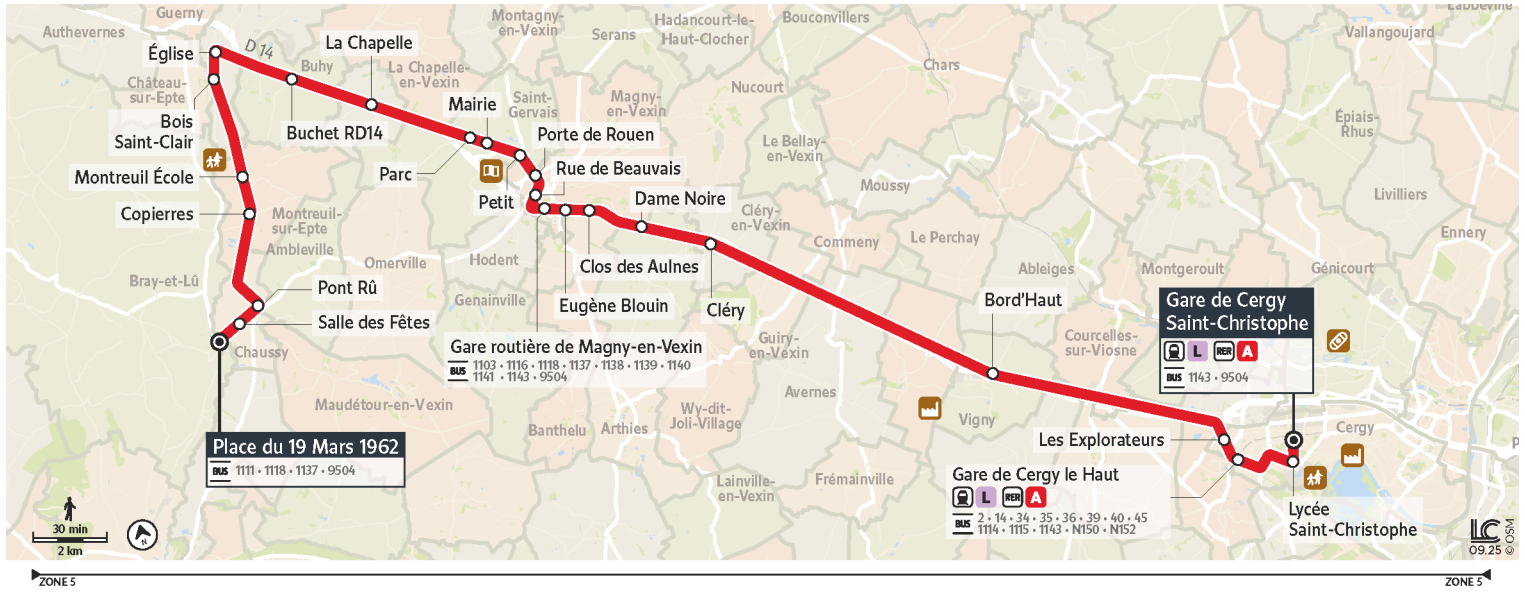 Guerny
Authevernes
Montagny-
en-Vexin
Serans
Hadancourt-le-
Haut-Clocher
Bouconvillers
Vallangoujard
Église
D 14
Buhy
La Chapelle
La Chapelle-
en-Vexin
Château-
sur-Epte
Chars
Nucourt
Mairie
Saint-
Gervais
Magny-
en-Vexin
Bois
Saint-Clair
Buchet RD14
Porte de Rouen
Épiais-
Rhus
Le Bellay-
en-Vexin
Parc
Rue de Beauvais
Montreuil École
Moussy
Livilliers
Petit
Dame Noire
Copierres
Montreuil-
sur-Epte
Ambleville
Cléry-
en-Vexin
Commeny
Le Perchay
Ennery
Omerville
Hodent
Clos des Aulnes
Ableiges
Montgeroult
Génicourt
Bray-et-Lû
Pont Rû
Genainville
Eugène Blouin
Cléry
Bord'Haut
Gare de Cergy
Saint-Christophe
L RER A
BUS 1143 • 9504
Salle des Fêtes
Chaussy
Gare routière de Magny-en-Vexin
BUS 1103 • 1116 • 1118 • 1137 • 1138 • 1139 • 1140
1141 • 1143 • 9504
Guiry-
en-Vexin
Courcelles-
sur-Viosne
Avernes
Maudétour-en-Vexin
Wy-dit-
Joli-Village
Vigny
Banthelu
Arthies
Cergy
Place du 19 Mars 1962
BUS 1111 • 1118 • 1137 • 9504
Les Explorateurs
Gare de Cergy le Haut
L RER A
BUS 2 • 14 • 34 • 35 • 36 • 39 • 40 • 45
1114 • 1115 • 1143 • N150 • N152
Lainville-
en-Vexin
Frémainville
Lycée
Saint-Christophe
30 min
2 km
N
LC
09.25 © OSM
ZONE 5
ZONE 5